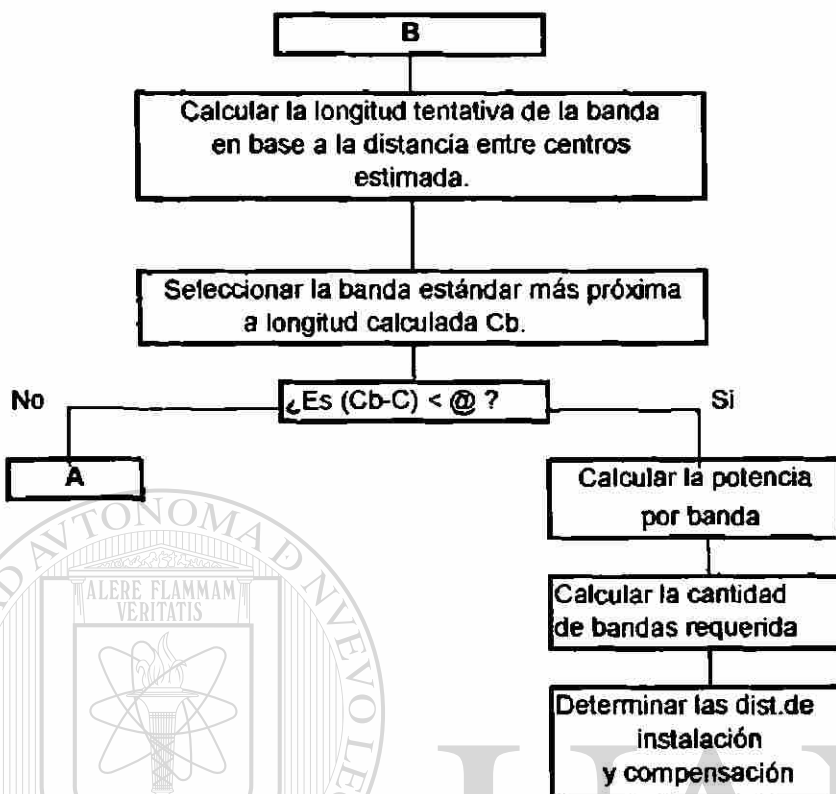 B
Calcular la longitud tentativa de la banda
en base a la distancia entre centros
estimada.
Seleccionar la banda estándar más próxima
a longitud calculada Cb.
¿Es (Cb-C) < @ ?
No
Si
A
Calcular la potencia
por banda
Calcular la cantidad
de bandas requerida
Determinar las dist.de
instalación
y compensación
ALERE FLAMMAM
VERITATIS